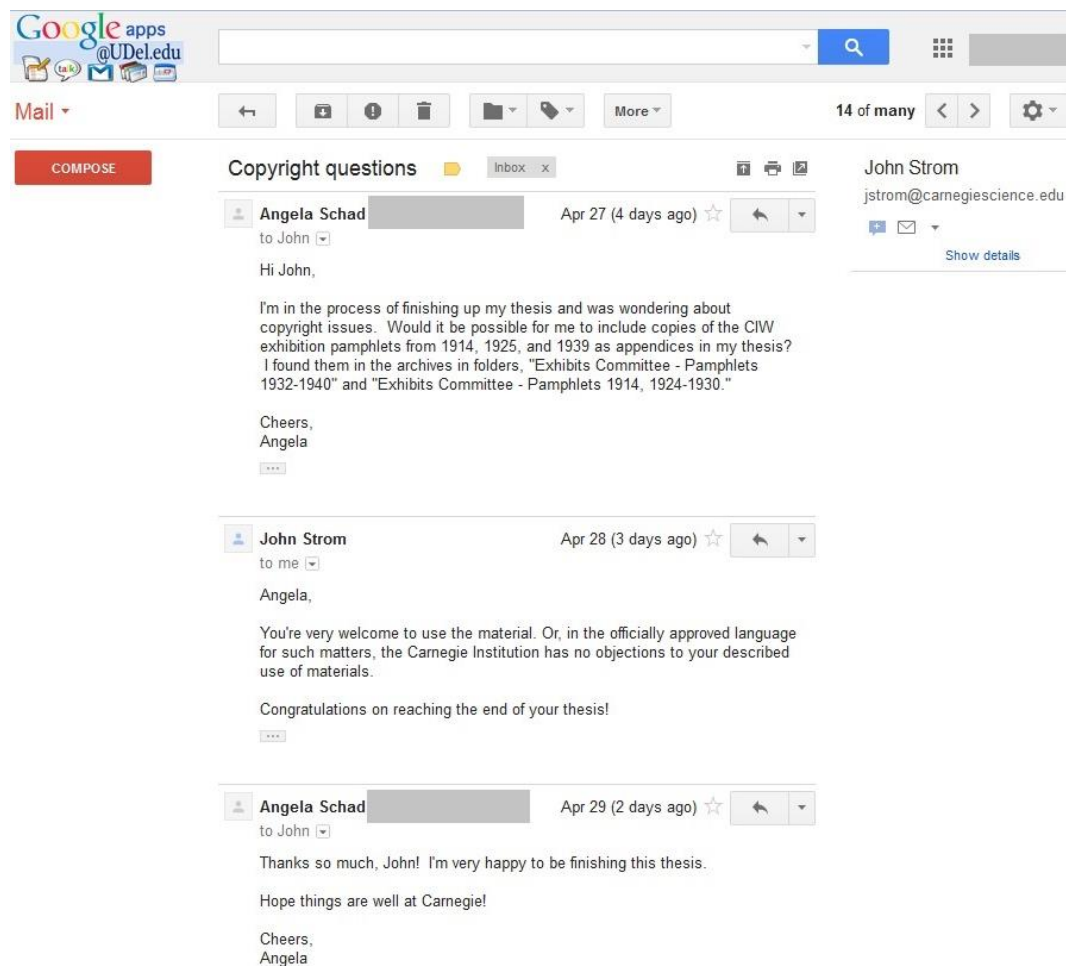 Google apps
@UDel.edu
talk
Mail
More
14 of many
COMPOSE
Copyright questions Inbox x
John Strom
jstrom@carnegiescience.edu
Show details
Angela Schad Apr 27 (4 days ago)
to John
Hi John,
I'm in the process of finishing up my thesis and was wondering about
copyright issues. Would it be possible for me to include copies of the CIW
exhibition pamphlets from 1914, 1925, and 1939 as appendices in my thesis?
I found them in the archives in folders, "Exhibits Committee - Pamphlets
1932-1940" and "Exhibits Committee - Pamphlets 1914, 1924-1930."
Cheers,
Angela
John Strom Apr 28 (3 days ago)
to me
Angela,
You're very welcome to use the material. Or, in the officially approved language
for such matters, the Carnegie Institution has no objections to your described
use of materials.
Congratulations on reaching the end of your thesis!
Angela Schad Apr 29 (2 days ago)
to John
Thanks so much, John! I'm very happy to be finishing this thesis.
Hope things are well at Carnegie!
Cheers,
Angela